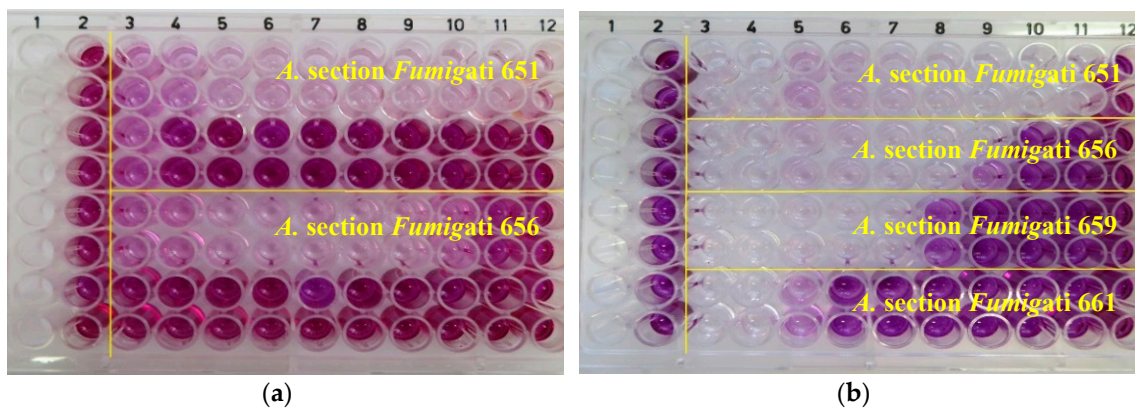 1 2 3 4 5 6 7 8 9 10 11 12
A. section Fumigati 651
A. section Fumigati 656
(a)
1 2 3 4 5 6 7 8 9 10 11 12
A. section Fumigati 651
A. section Fumigati 656
A. section Fumigati 659
A. section Fumigati 661
(b)